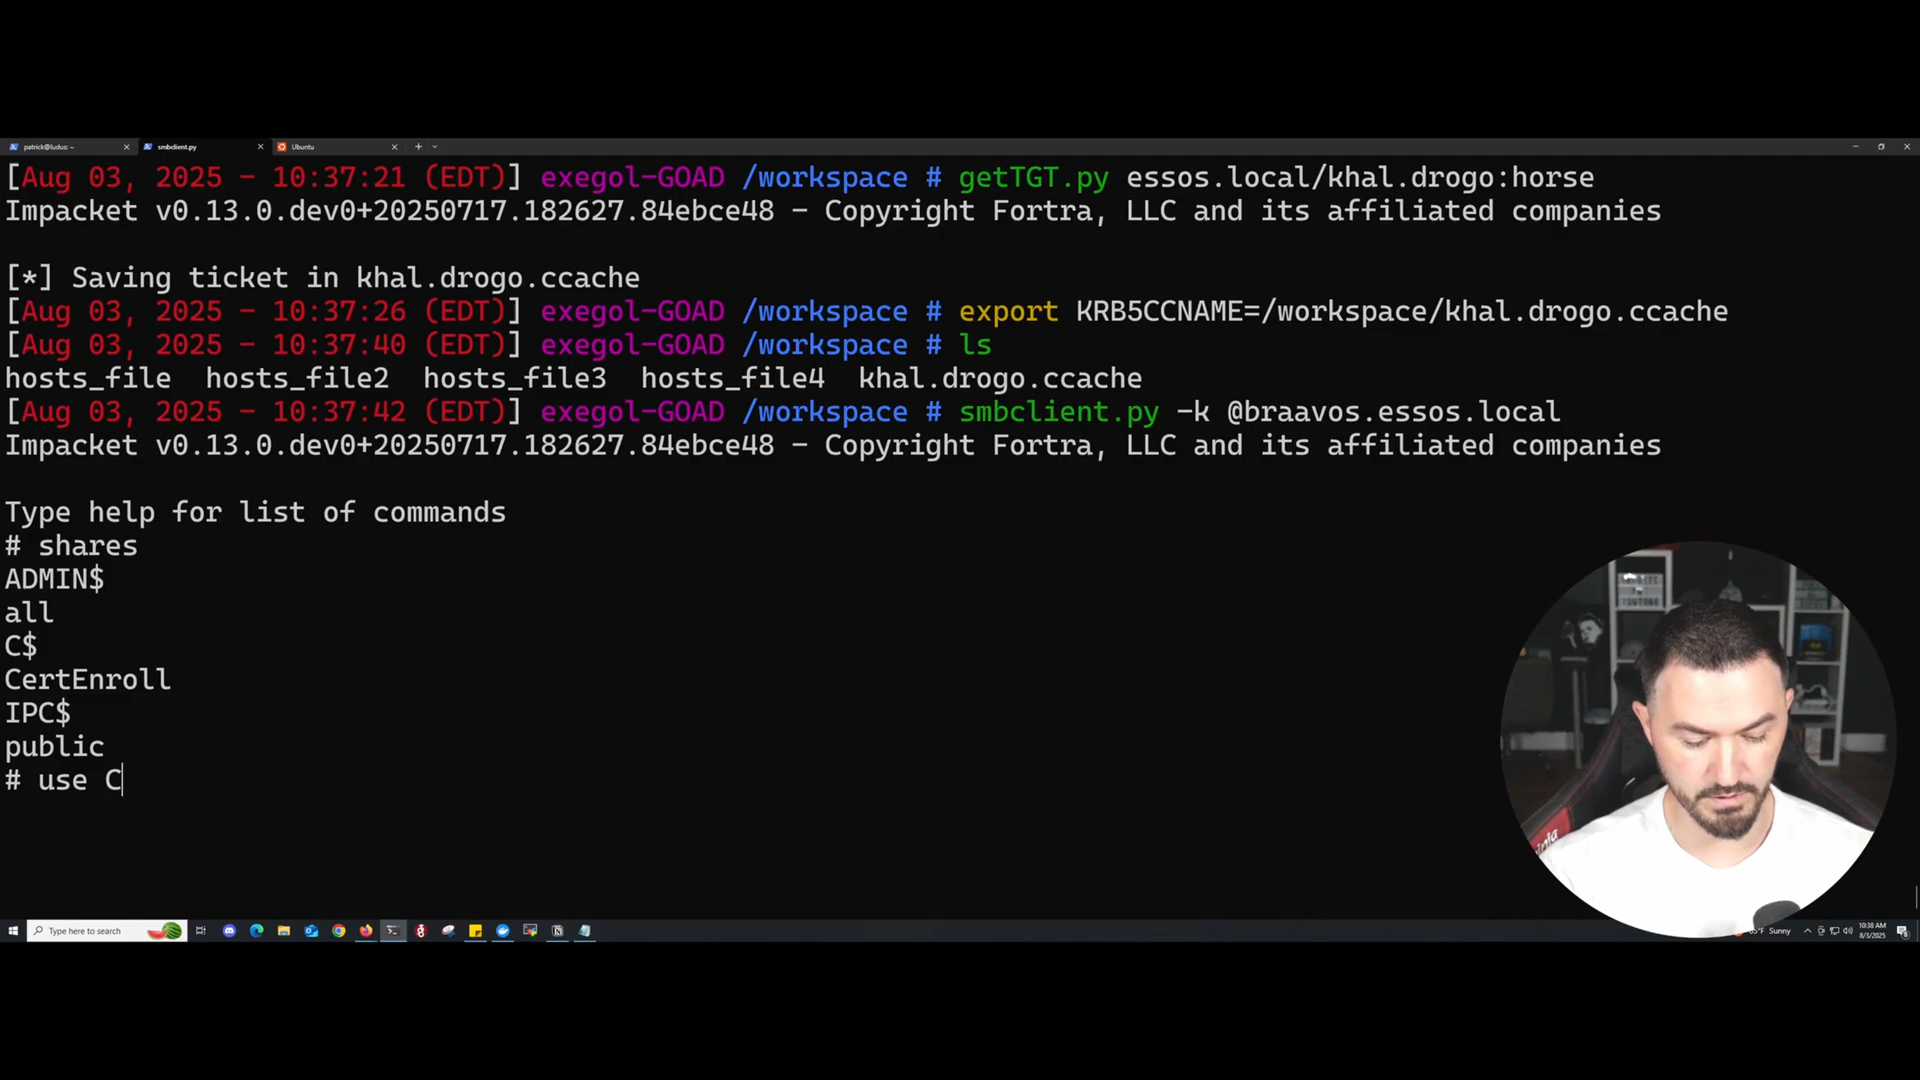 patrick@ludus: ~
smbclient.py
Ubuntu
[Aug 03, 2025 - 10:37:21 (EDT)] exegol-GOAD /workspace # getTGT.py essos.local/khal.drogo:horse
Impacket v0.13.0.dev0+20250717.182627.84ebce48 - Copyright Fortra, LLC and its affiliated companies
[*] Saving ticket in khal.drogo.ccache
[Aug 03, 2025 - 10:37:26 (EDT)] exegol-GOAD /workspace # export KRB5CCNAME=/workspace/khal.drogo.ccache
[Aug 03, 2025 - 10:37:40 (EDT)] exegol-GOAD /workspace # ls
hosts_file hosts_file2 hosts_file3 hosts_file4 khal.drogo.ccache
[Aug 03, 2025 - 10:37:42 (EDT)] exegol-GOAD /workspace # smbclient.py -k @braavos.essos.local
Impacket v0.13.0.dev0+20250717.182627.84ebce48 - Copyright Fortra, LLC and its affiliated companies
Type help for list of commands
# shares
ADMIN$
all
C$
CertEnroll
IPC$
public
# use C
Type here to search
Sunny
10:38 AM
8/3/2025